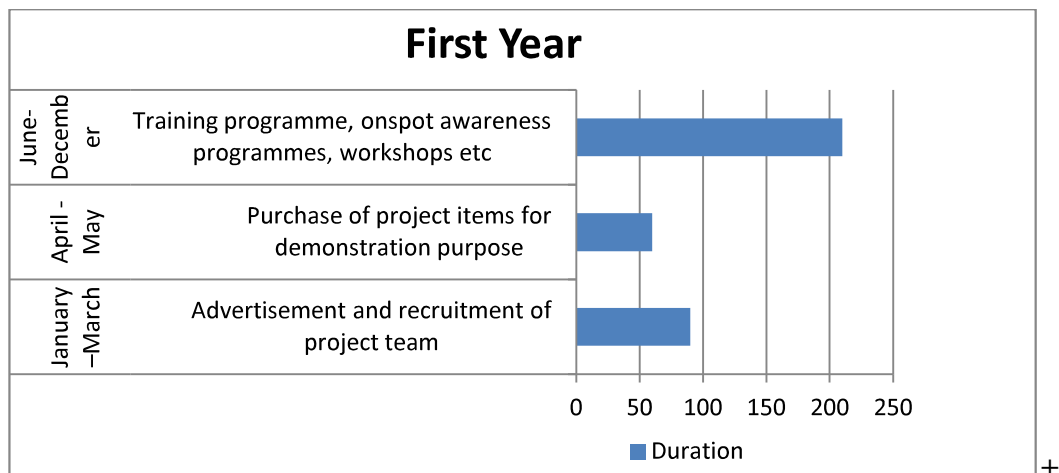 First Year
June-
Decemb
er
Training programme, onspot awareness
programmes, workshops etc
April -
May
Purchase of project items for
demonstration purpose
January
–March
Advertisement and recruitment of
project team
0 50 100 150 200 250
Duration
+